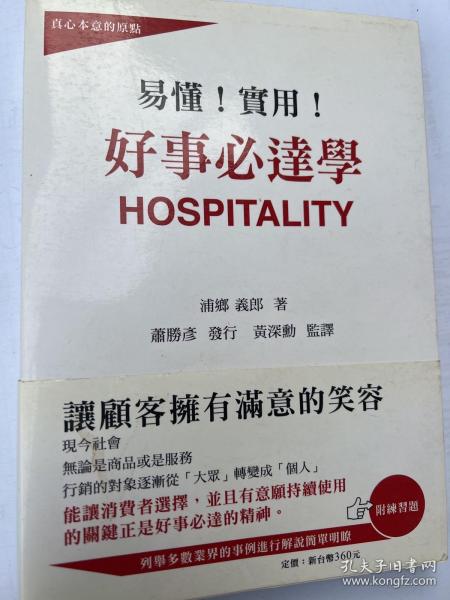 真心本意的原點
易懂！實用！
好事必達學
HOSPITALITY
浦鄉 義郎 著
蕭勝彥 發行 黃深勳 監譯
讓顧客擁有滿意的笑容
現今社會
無論是商品或是服務
行銷的對象逐漸從「大眾」轉變成「個人」
能讓消費者選擇，並且有意願持續使用
的關鍵正是好事必達的精神。
附練習題
列舉多數業界的事例進行解說簡單明瞭
定價：新台幣360元
孔夫子旧书网